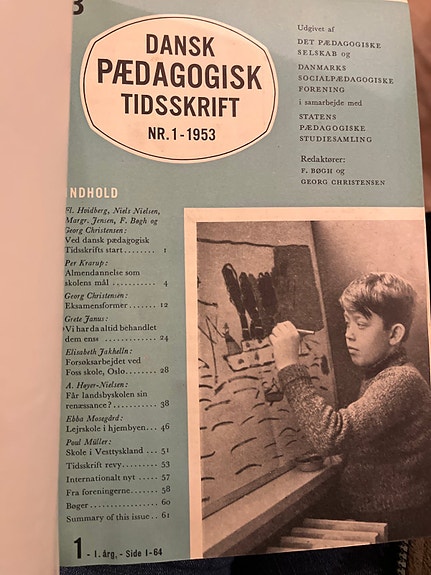 3
DANSK
PÆDAGOGISK
TIDSSKRIFT
NR. 1 - 1953
Udgivet af
DET PÆDAGOGISKE
SELSKAB og
DANMARKS
SOCIALPÆDAGOGISKE
FORENING
i samarbejde med
STATENS
PÆDAGOGISKE
STUDIESAMLING
Redaktører:
F. BØGH og
GEORG CHRISTENSEN
INDHOLD
Fl. Hvidberg, Niels Nielsen,
Margr. Jensen, F. Bøgh og
Georg Christensen:
Ved dansk pædagogisk
Tidsskrifts start ........ 1
Per Krarup:
Almendannelse som
skolens mål ............ 4
Georg Christensen:
Eksamensformer ....... 12
Grete Janus:
»Vi har da altid behandlet
dem ens« .............. 24
Elisabeth Jakhelln:
Forsøksarbejdet ved
Foss skole, Oslo........ 28
A. Høyer-Nielsen:
Får landsbyskolen sin
renæssance? ........... 38
Ebba Mosegård:
Lejrskole i hjembyen... 46
Poul Müller:
Skole i Vesttyskland ... 51
Tidsskrift revy......... 53
Internationalt nyt ..... 57
Fra foreningerne....... 58
Bøger ................. 60
Summary of this issue .. 61
1 - 1. årg. - Side 1-64